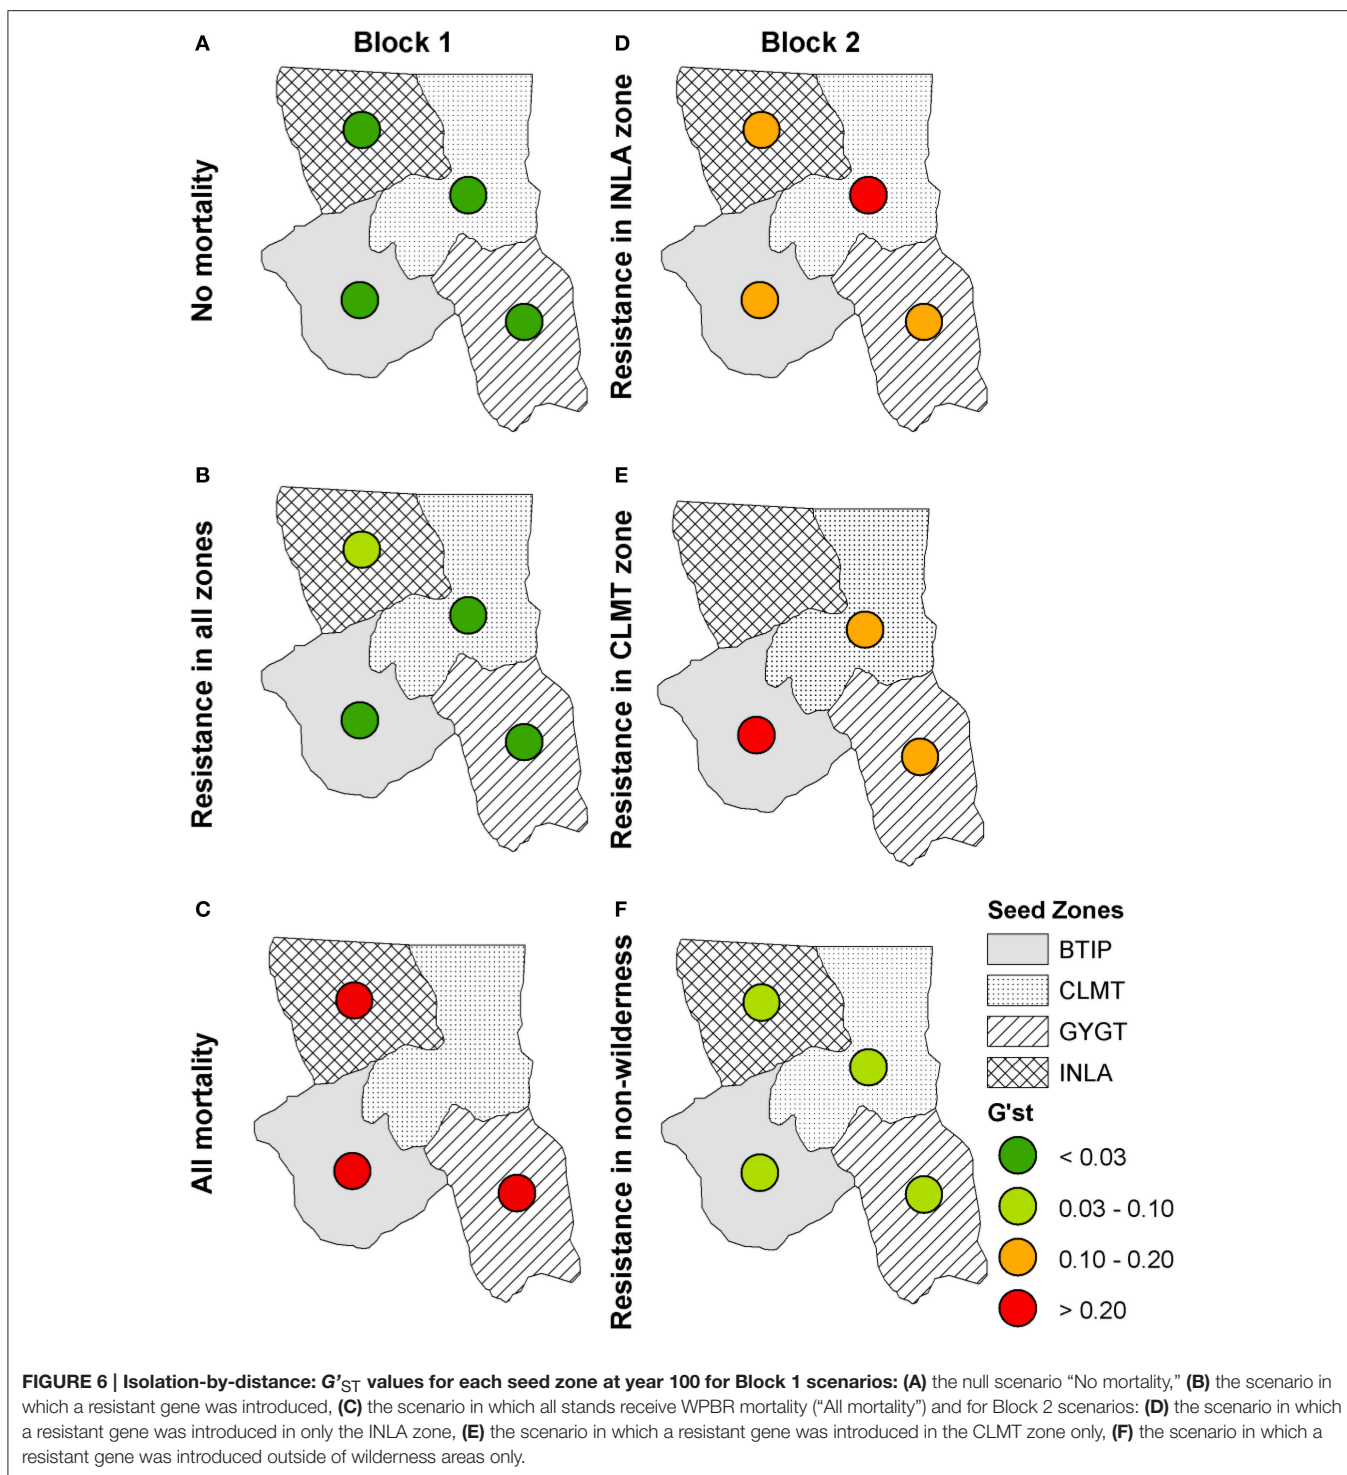 A
Block 1
No mortality
B
Resistance in all zones
C
All mortality
D
Block 2
Resistance in INLA zone
E
Resistance in CLMT zone
F
Resistance in non-wilderness
Seed Zones
BTIP
CLMT
GYGT
INLA
G'st
< 0.03
0.03 - 0.10
0.10 - 0.20
> 0.20
FIGURE 6 | Isolation-by-distance: G'ST values for each seed zone at year 100 for Block 1 scenarios: (A) the null scenario “No mortality,” (B) the scenario in
which a resistant gene was introduced, (C) the scenario in which all stands receive WPBR mortality (“All mortality”) and for Block 2 scenarios: (D) the scenario in which
a resistant gene was introduced in only the INLA zone, (E) the scenario in which a resistant gene was introduced in the CLMT zone only, (F) the scenario in which a
resistant gene was introduced outside of wilderness areas only.